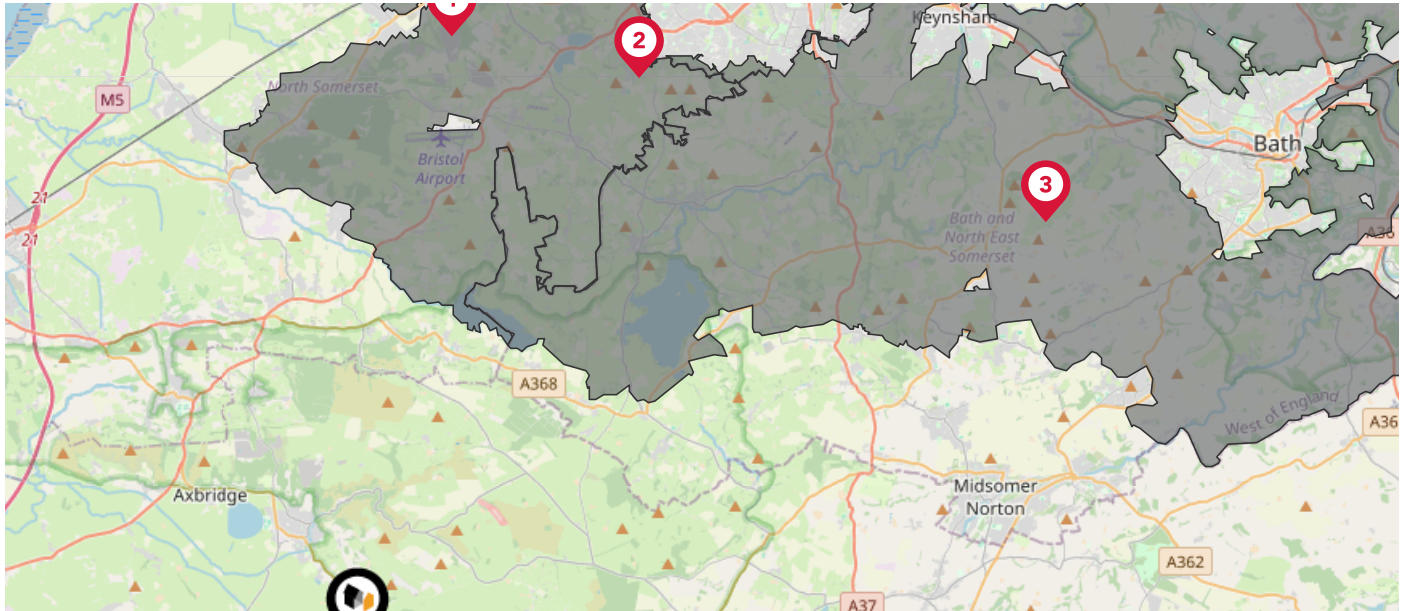 1
Keynsham
2
North Somerset
M5
Bristol
Airport
Bath
3
21
21
Bath and
North East
Somerset
A36
A368
West of England
A36
Axbridge
Midsomer
Norton
A362
A37